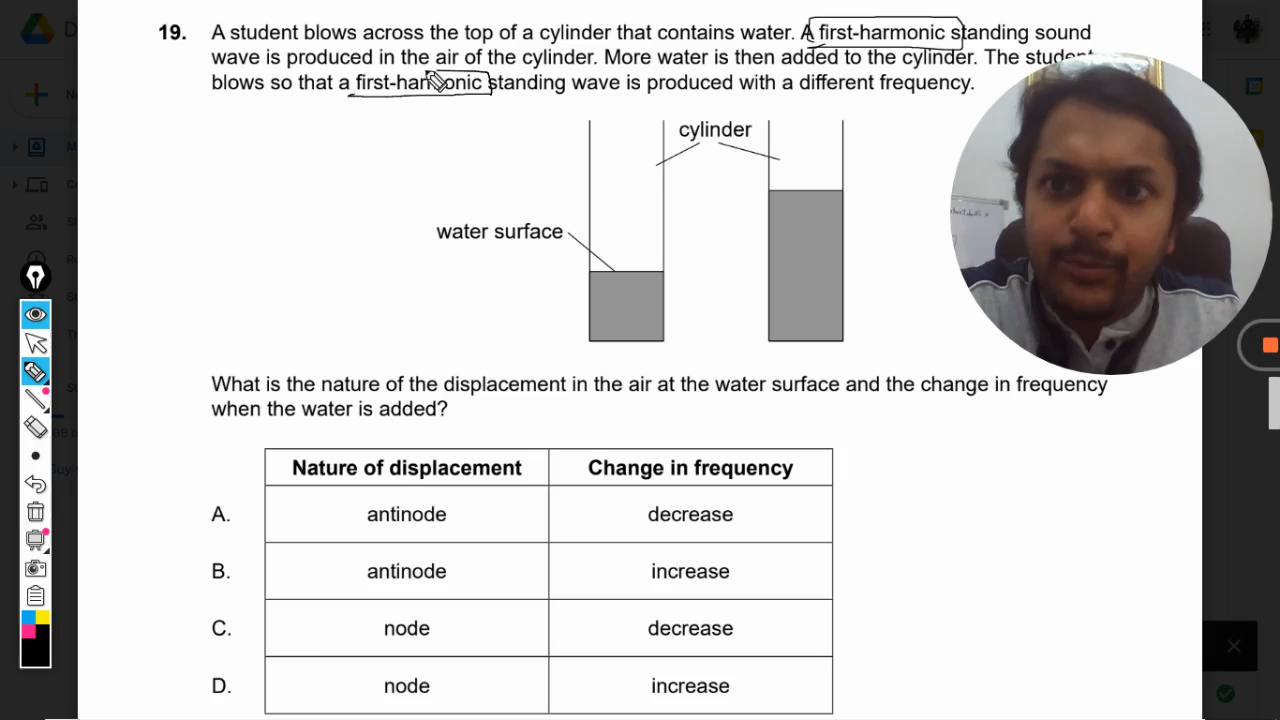 19. A student blows across the top of a cylinder that contains water. A first-harmonic standing sound
wave is produced in the air of the cylinder. More water is then added to the cylinder. The student
blows so that a first-harmonic standing wave is produced with a different frequency.
cylinder
water surface
What is the nature of the displacement in the air at the water surface and the change in frequency
when the water is added?
Nature of displacement Change in frequency
A. antinode decrease
B. antinode increase
C. node decrease
D. node increase